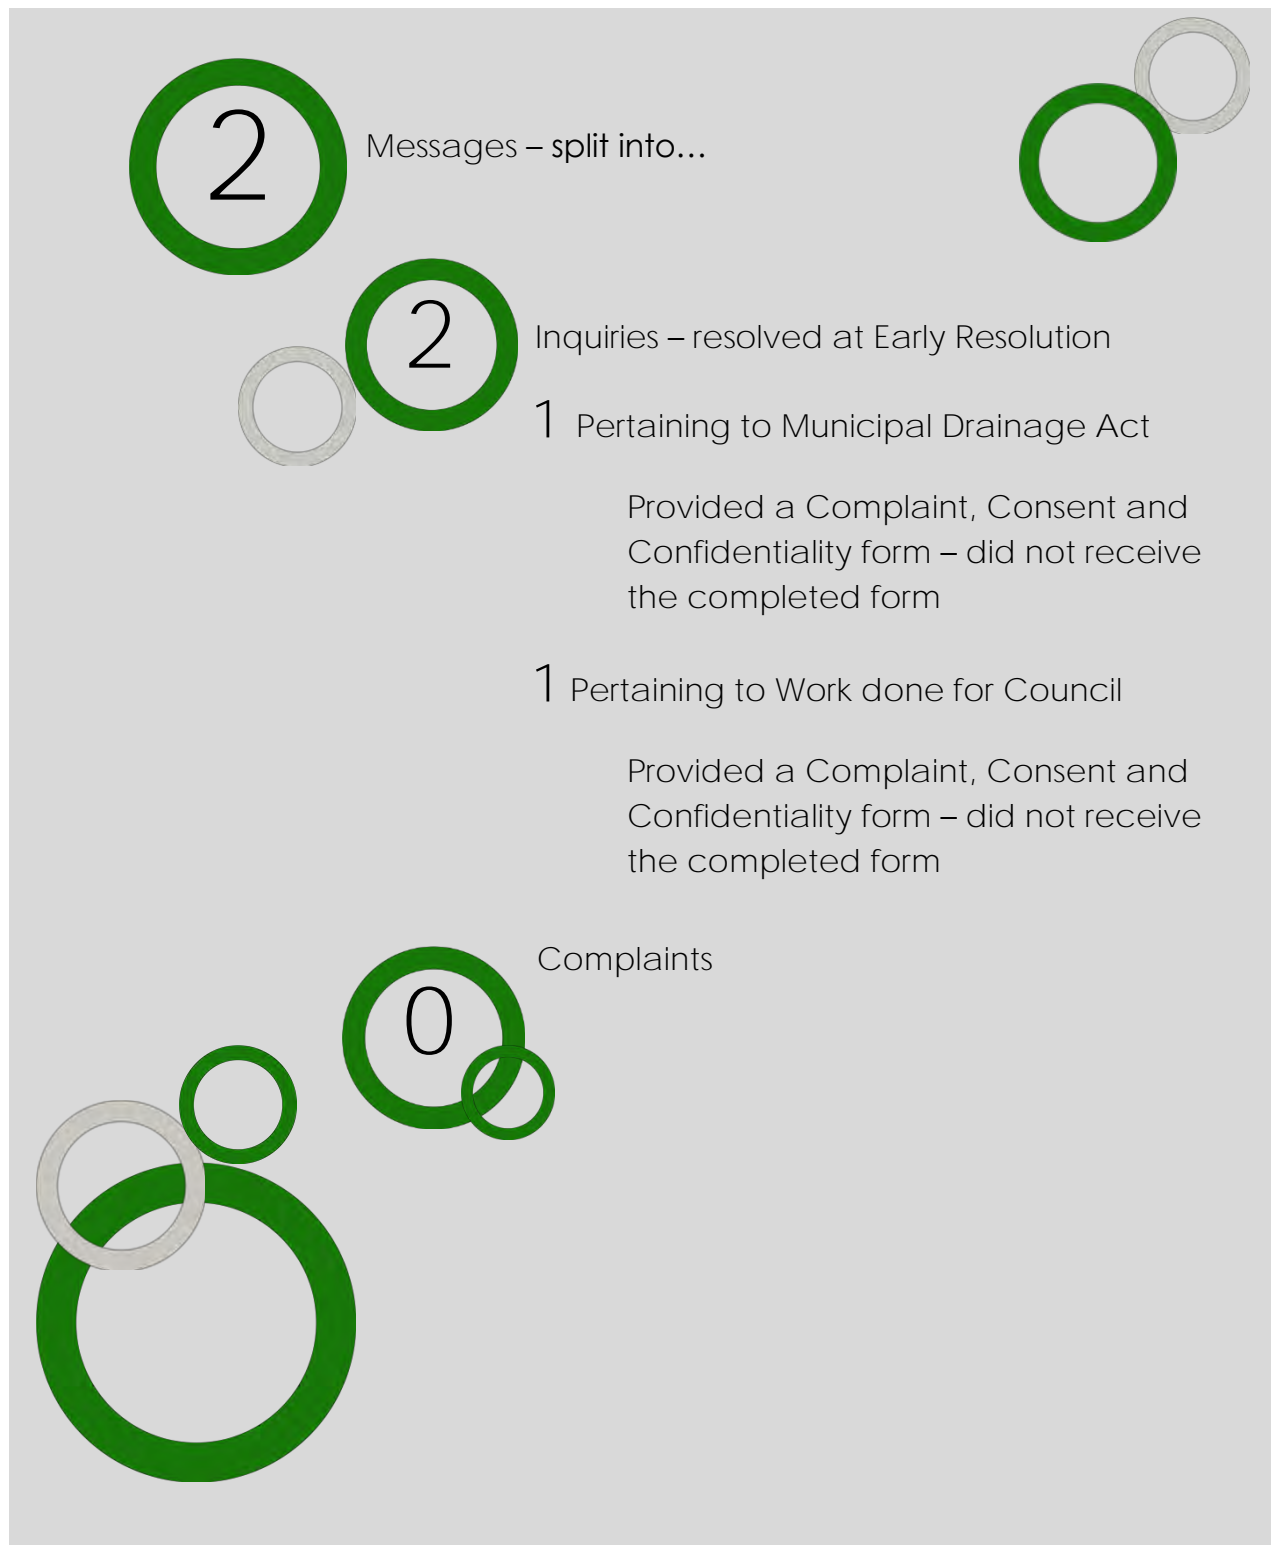 2
Messages – split into...
2
Inquiries – resolved at Early Resolution
1 Pertaining to Municipal Drainage Act
Provided a Complaint, Consent and
Confidentiality form – did not receive
the completed form
1 Pertaining to Work done for Council
Provided a Complaint, Consent and
Confidentiality form – did not receive
the completed form
Complaints
0